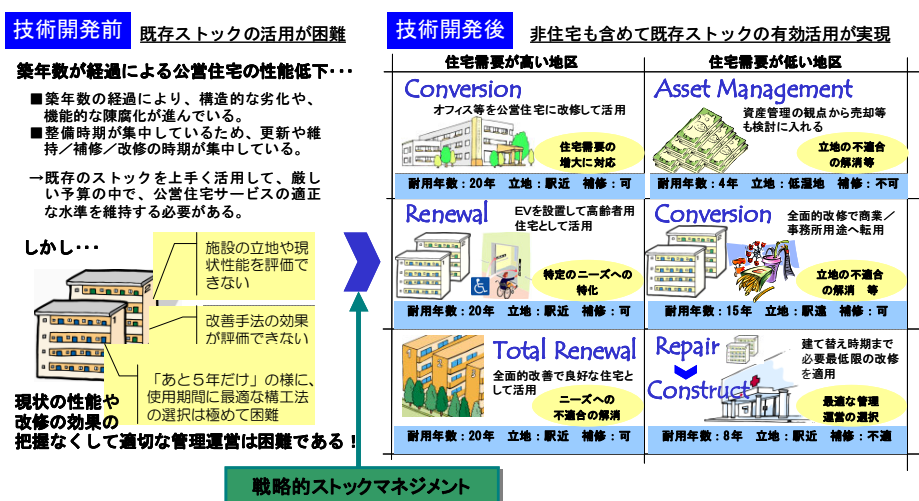 技術開発前
既存ストックの活用が困難
築年数が経過による公営住宅の性能低下･･･
■築年数の経過により、構造的な劣化や、
機能的な陳腐化が進んでいる。
■整備時期が集中しているため、更新や維
持／補修／改修の時期が集中している。
→既存のストックを上手く活用して、厳し
い予算の中で、公営住宅サービスの適正
な水準を維持する必要がある。
しかし･･･
施設の立地や現
状性能を評価で
きない
改善手法の効果
が評価できない
「あと５年だけ」の様に、
使用期間に最適な構工法
の選択は極めて困難
現状の性能や
改修の効果の
把握なくして適切な管理運営は困難である！
戦略的ストックマネジメント
技術開発後
非住宅も含めて既存ストックの有効活用が実現
住宅需要が高い地区
住宅需要が低い地区
Conversion
オフィス等を公営住宅に改修して活用
住宅需要の
増大に対応
耐用年数：20年 立地：駅近 補修：可
Asset Management
資産管理の観点から売却等
も検討に入れる
立地の不適合
の解消等
耐用年数：4年 立地：低湿地 補修：不可
Renewal
EVを設置して高齢者用
住宅として活用
特定のニーズへの
特化
耐用年数：20年 立地：駅近 補修：可
Conversion
全面的改修で商業／
事務所用途へ転用
立地の不適合
の解消 等
耐用年数：15年 立地：駅遠 補修：可
Total Renewal
全面的改善で良好な住宅と
して活用
ニーズへの
不適合の解消
耐用年数：20年 立地：駅近 補修：可
Repair
Construct
建て替え時期まで
必要最低限の改修
を適用
最適な管理
運営の選択
耐用年数：8年 立地：駅近 補修：不適